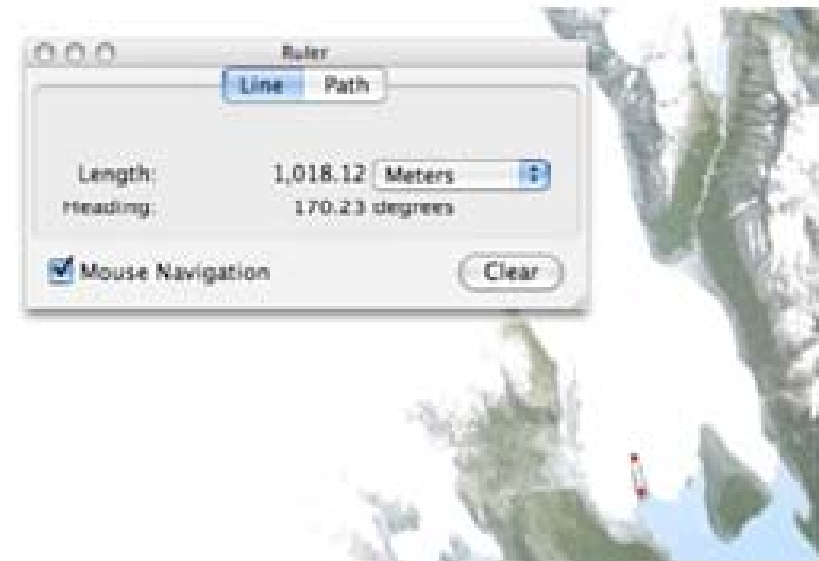 Ruler
Line Path
Length: 1,018.12 Meters
Heading: 170.23 degrees
Mouse Navigation Clear